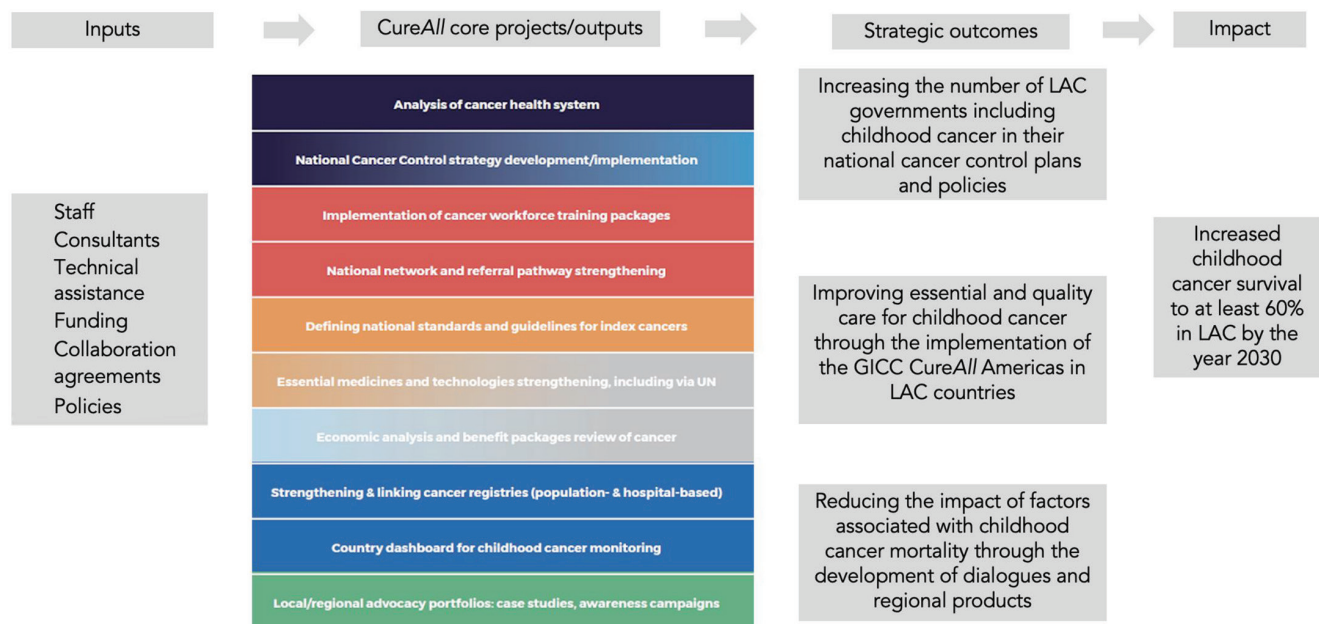 Inputs
CureAll core projects/outputs
Strategic outcomes
Impact
Staff
Consultants
Technical
assistance
Funding
Collaboration
agreements
Policies
Analysis of cancer health system
National Cancer Control strategy development/implementation
Implementation of cancer workforce training packages
National network and referral pathway strengthening
Defining national standards and guidelines for index cancers
Essential medicines and technologies strengthening, including via UN
Economic analysis and benefit packages review of cancer
Strengthening & linking cancer registries (population- & hospital-based)
Country dashboard for childhood cancer monitoring
Local/regional advocacy portfolios: case studies, awareness campaigns
Increasing the number of LAC
governments including
childhood cancer in their
national cancer control plans
and policies
Improving essential and quality
care for childhood cancer
through the implementation of
the GICC CureAll Americas in
LAC countries
Reducing the impact of factors
associated with childhood
cancer mortality through the
development of dialogues and
regional products
Increased
childhood
cancer survival
to at least 60%
in LAC by the
year 2030